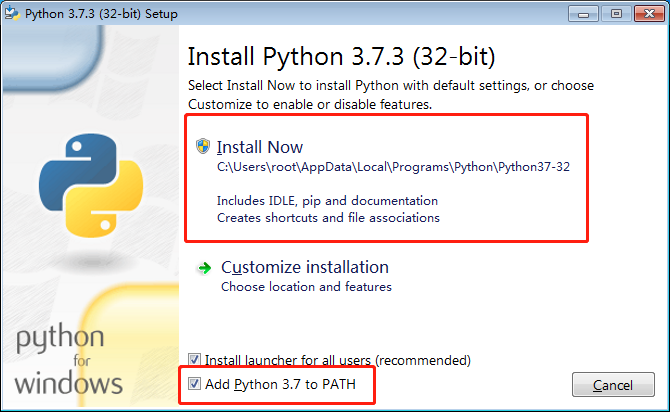 Python 3.7.3 (32-bit) Setup
Install Python 3.7.3 (32-bit)
Select Install Now to install Python with default settings, or choose
Customize to enable or disable features.
Install Now
C:\Users\root\AppData\Local\Programs\Python\Python37-32
Includes IDLE, pip and documentation
Creates shortcuts and file associations
Customize installation
Choose location and features
python
for
windows
Install launcher for all users (recommended)
Add Python 3.7 to PATH
Cancel